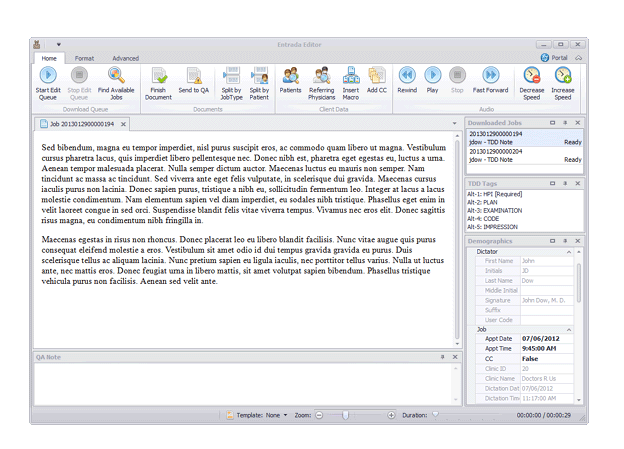 Entrada Editor
Home Format Advanced Portal
Start Edit Queue
Stop Edit Queue
Find Available Jobs
Finish Document
Send to QA
Split by JobType
Split by Patient
Patients
Referring Physicians
Insert Macro
Add CC
Rewind
Play
Stop
Fast Forward
Decrease Speed
Increase Speed
Download Queue Documents Client Data Audio
Job 2013012900000194
Sed bibendum, magna eu tempor imperdiet, nisl purus suscipit eros, ac commodo quam libero ut magna. Vestibulum
cursus pharetra lacus, quis imperdiet libero pellentesque nec. Donec nibh est, pharetra eget egestas eu, luctus a urna.
Aenean tempor malesuada placerat. Nulla semper dictum auctor. Maecenas luctus eu mauris non semper. Nam
tincidunt ac massa ac tincidunt. Sed viverra ante eget felis vulputate, in scelerisque dui gravida. Maecenas cursus
iaculis purus non lacinia. Donec sapien purus, tristique a nibh eu, sollicitudin fermentum leo. Integer at lacus a lacus
molestie condimentum. Nam elementum sapien vel diam imperdiet, eu sodales nibh tristique. Phasellus eget enim in
velit laoreet congue in sed orci. Suspendisse blandit felis vitae viverra tempus. Vivamus nec eros elit. Donec sagittis
risus magna, eu condimentum nibh fringilla in.
Maecenas egestas in risus non rhoncus. Donec placerat leo eu libero blandit facilisis. Nunc vitae augue quis purus
consequat eleifend molestie a eros. Vestibulum sit amet odio id dui tempus gravida gravida eu purus. Duis
scelerisque tellus ac aliquam lacinia. Nunc pretium sapien eu ligula iaculis, nec porttitor tellus varius. Nulla ut luctus
ante, nec mattis eros. Donec feugiat urna in libero mattis, sit amet volutpat sapien bibendum. Phasellus tristique
vehicula purus non facilisis. Aenean sed velit ante.
Downloaded Jobs
2013012900000194
jdow - TDD Note Ready
2013012900000204
jdow - TDD Note Ready
TDD Tags
Alt-1: HPI [Required]
Alt-2: PLAN
Alt-3: EXAMINATION
Alt-4: CODE
Alt-5: IMPRESSION
Demographics
Dictator
First Name John
Initials JD
Last Name Dow
Middle Initial
Signature John Dow, M. D.
Suffix
User Code
Job
Appt Date 07/06/2012
Appt Time 9:45:00 AM
CC False
Clinic ID 20
Clinic Name Doctors R Us
Dictation Dat 07/06/2012
Dictation Tim 11:17:00 AM
QA Note
Template: None Zoom: Duration: 00:00:00 / 00:00:29